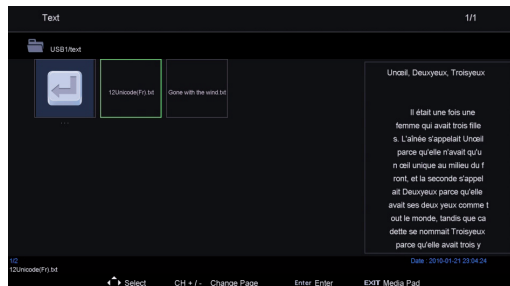 Text 1/1
USB1/text
12Unicode(Fr).txt Gone with the wind.txt
...
Unœil, Deuxyeux, Troisyeux
Il était une fois une
femme qui avait trois fille
s. L'aînée s'appelait Unœil
parce qu'elle n'avait qu'u
n œil unique au milieu du f
ront, et la seconde s'appel
ait Deuxyeux parce qu'elle
avait ses deux yeux comme t
out le monde, tandis que ca
dette se nommait Troisyeux
parce qu'elle avait trois y
1/2 Date : 2010-01-21 23:04:24
12Unicode(Fr).txt
Select CH + / - Change Page Enter Enter EXIT Media Pad